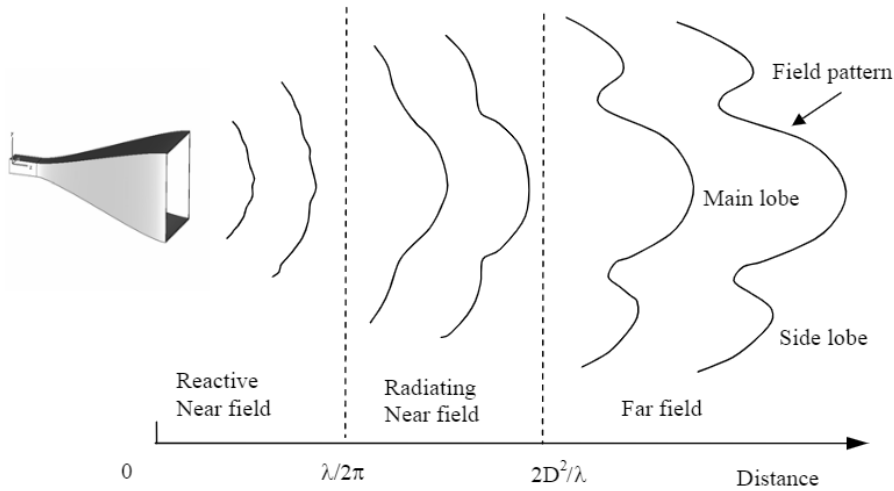 Field pattern
Main lobe
Side lobe
Reactive
Near field
Radiating
Near field
Far field
0
λ/2π
2D²/λ
Distance